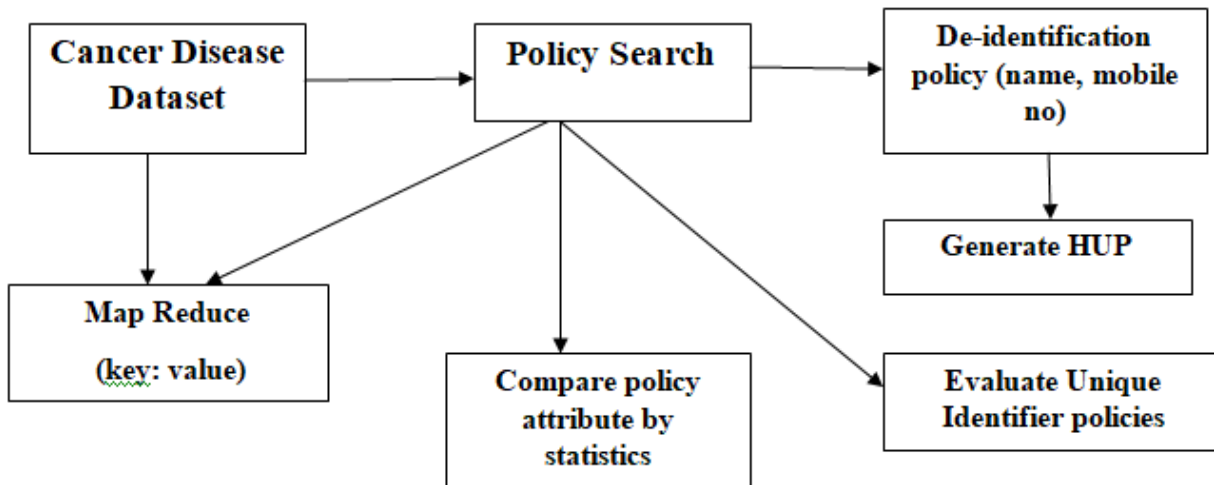 Cancer Disease
Dataset
Policy Search
De-identification
policy (name, mobile
no)
Generate HUP
Map Reduce
(key: value)
Compare policy
attribute by
statistics
Evaluate Unique
Identifier policies